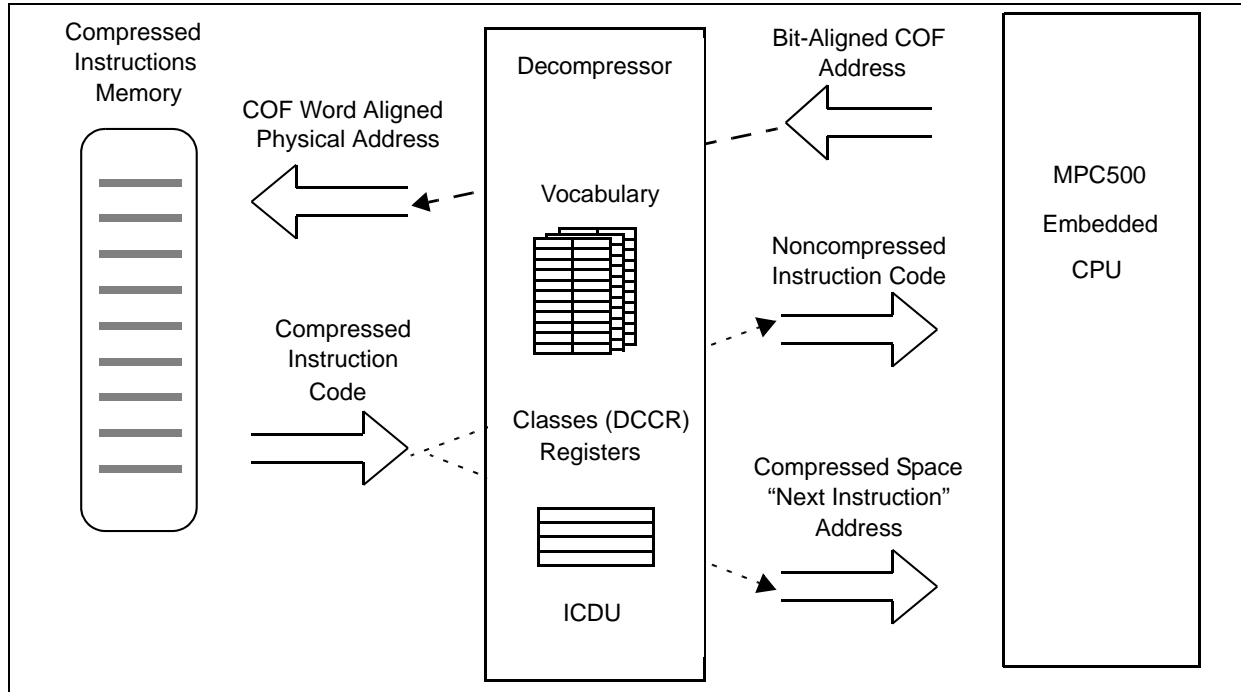 Compressed
Instructions
Memory
COF Word Aligned
Physical Address
Compressed
Instruction
Code
Decompressor
Vocabulary
Classes (DCCR)
Registers
ICDU
Bit-Aligned COF
Address
Noncompressed
Instruction Code
Compressed Space
“Next Instruction”
Address
MPC500
Embedded
CPU